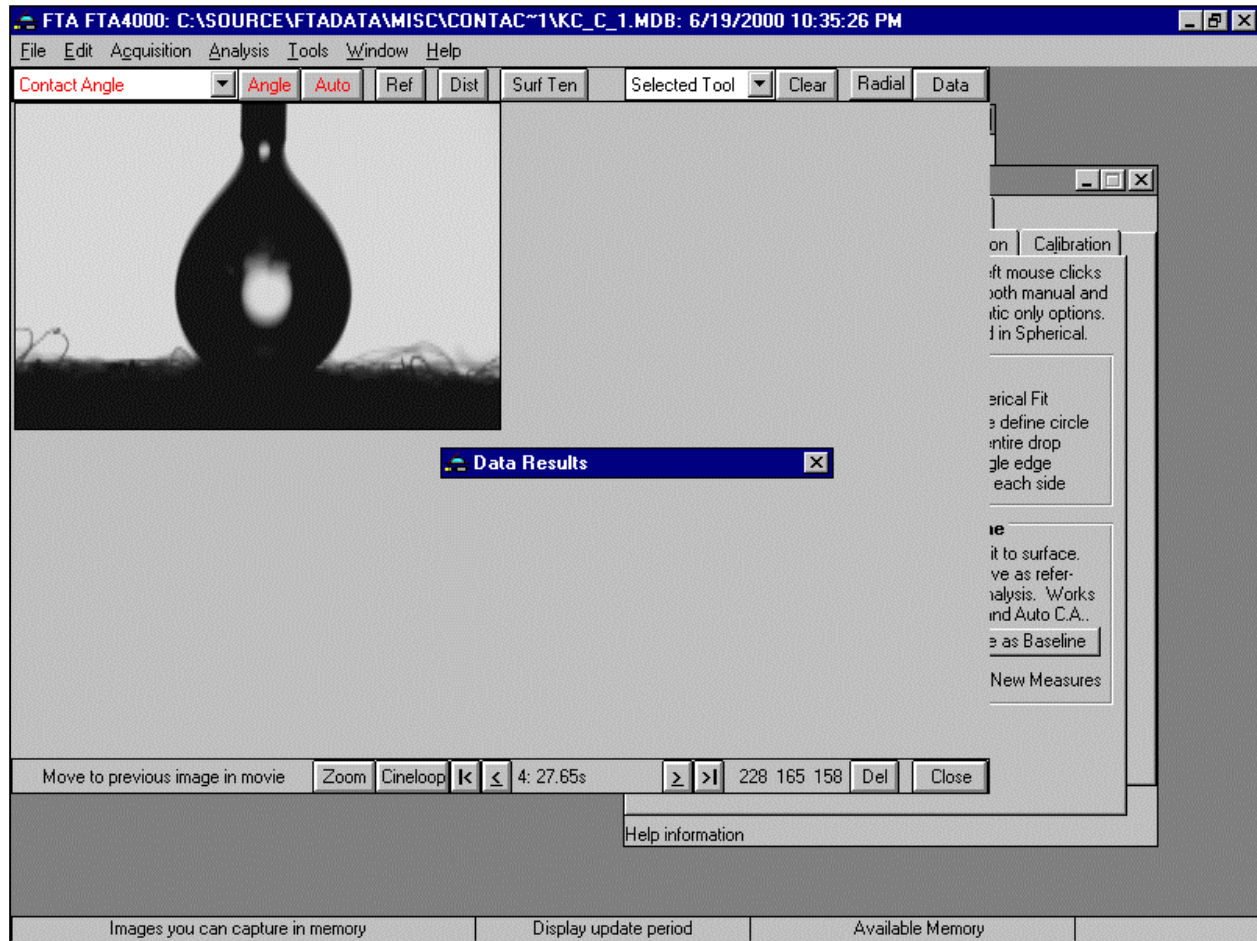 FTA FTA4000: C:\SOURCE\FTADATA\MISC\CONTAC~1\KC_C_1.MDB: 6/19/2000 10:35:26 PM
File Edit Acquisition Analysis Tools Window Help
Contact Angle Angle Auto Ref Dist Surf Ten Selected Tool Clear Radial Data
on Calibration
eft mouse clicks
both manual and
atic only options.
d in Spherical.
erical Fit
e define circle
entire drop
gle edge
each side
Data Results
ne
it to surface.
ve as refer-
nalysis. Works
and Auto C.A..
e as Baseline
New Measures
Move to previous image in movie Zoom Cineloop 4: 27.65s 228 165 158 Del Close
Help information
Images you can capture in memory Display update period Available Memory